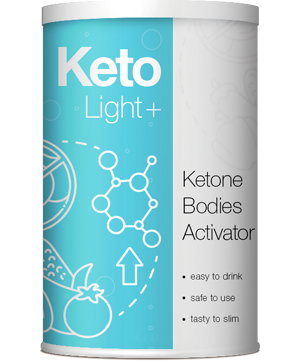 Keto
Light+
Ketone
Bodies
Activator
• easy to drink
• safe to use
• tasty to slim